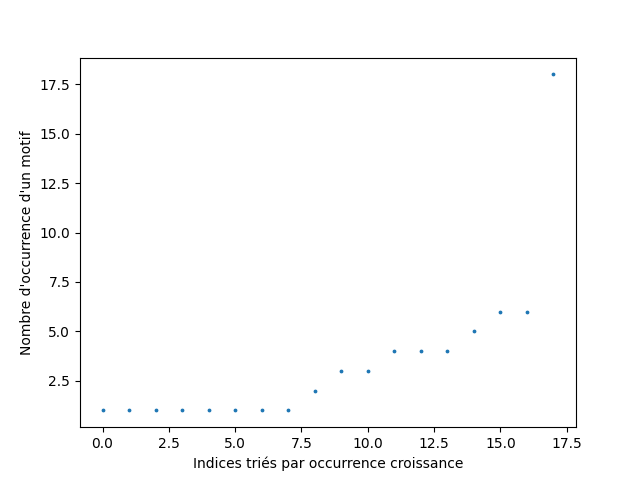 17.5
15.0
12.5
10.0
7.5
5.0
2.5
Nombre d'occurrence d'un motif
0.0 2.5 5.0 7.5 10.0 12.5 15.0 17.5
Indices triés par occurrence croissance